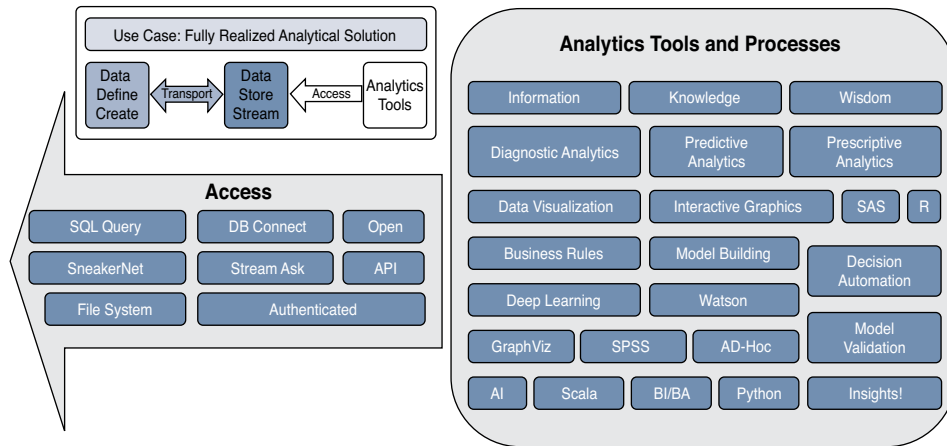 Use Case: Fully Realized Analytical Solution
Data
Define
Create
Transport
Data
Store
Stream
Access
Analytics
Tools
Access
SQL Query
DB Connect
Open
SneakerNet
Stream Ask
API
File System
Authenticated
Analytics Tools and Processes
Information
Knowledge
Wisdom
Diagnostic Analytics
Predictive
Analytics
Prescriptive
Analytics
Data Visualization
Interactive Graphics
SAS
R
Business Rules
Model Building
Decision
Automation
Deep Learning
Watson
GraphViz
SPSS
AD-Hoc
Model
Validation
AI
Scala
BI/BA
Python
Insights!